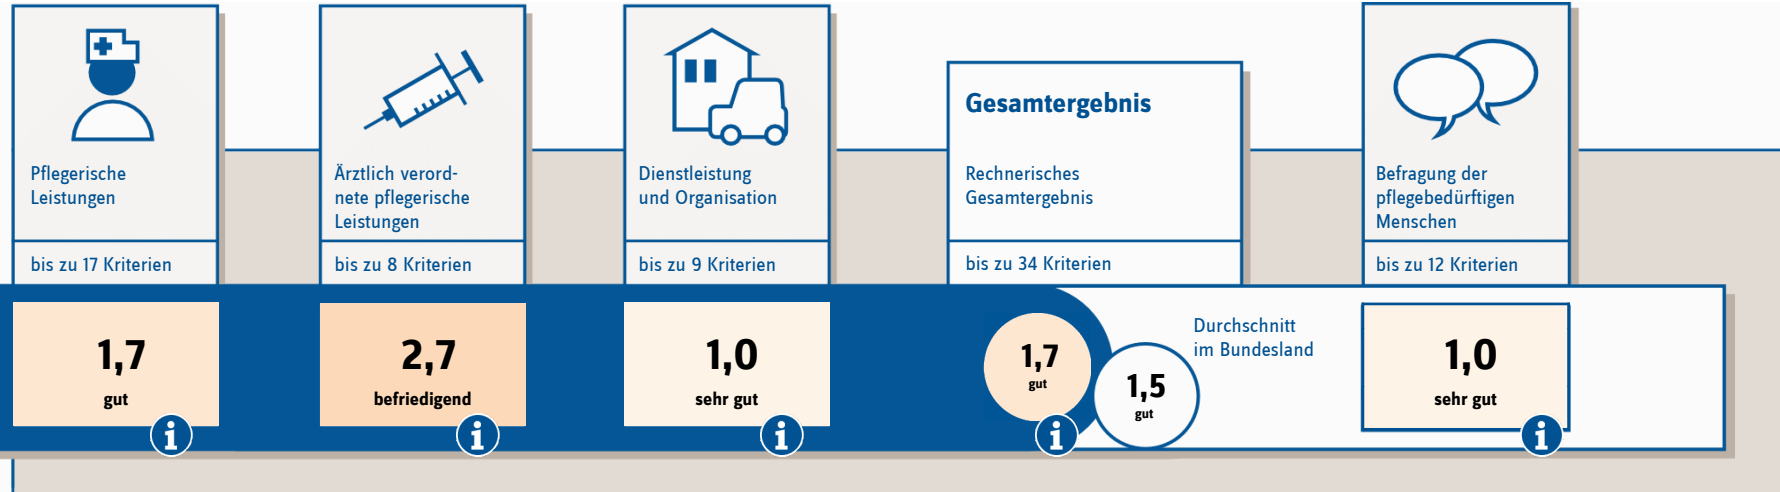 Pflegerische
Leistungen
bis zu 17 Kriterien
1,7
gut
i
Ärztlich verord-
nete pflegerische
Leistungen
bis zu 8 Kriterien
2,7
befriedigend
i
Dienstleistung
und Organisation
bis zu 9 Kriterien
1,0
sehr gut
i
Gesamtergebnis
Rechnerisches
Gesamtergebnis
bis zu 34 Kriterien
1,7
gut
i
Durchschnitt
im Bundesland
1,5
gut
Befragung der
pflegebedürftigen
Menschen
bis zu 12 Kriterien
1,0
sehr gut
i